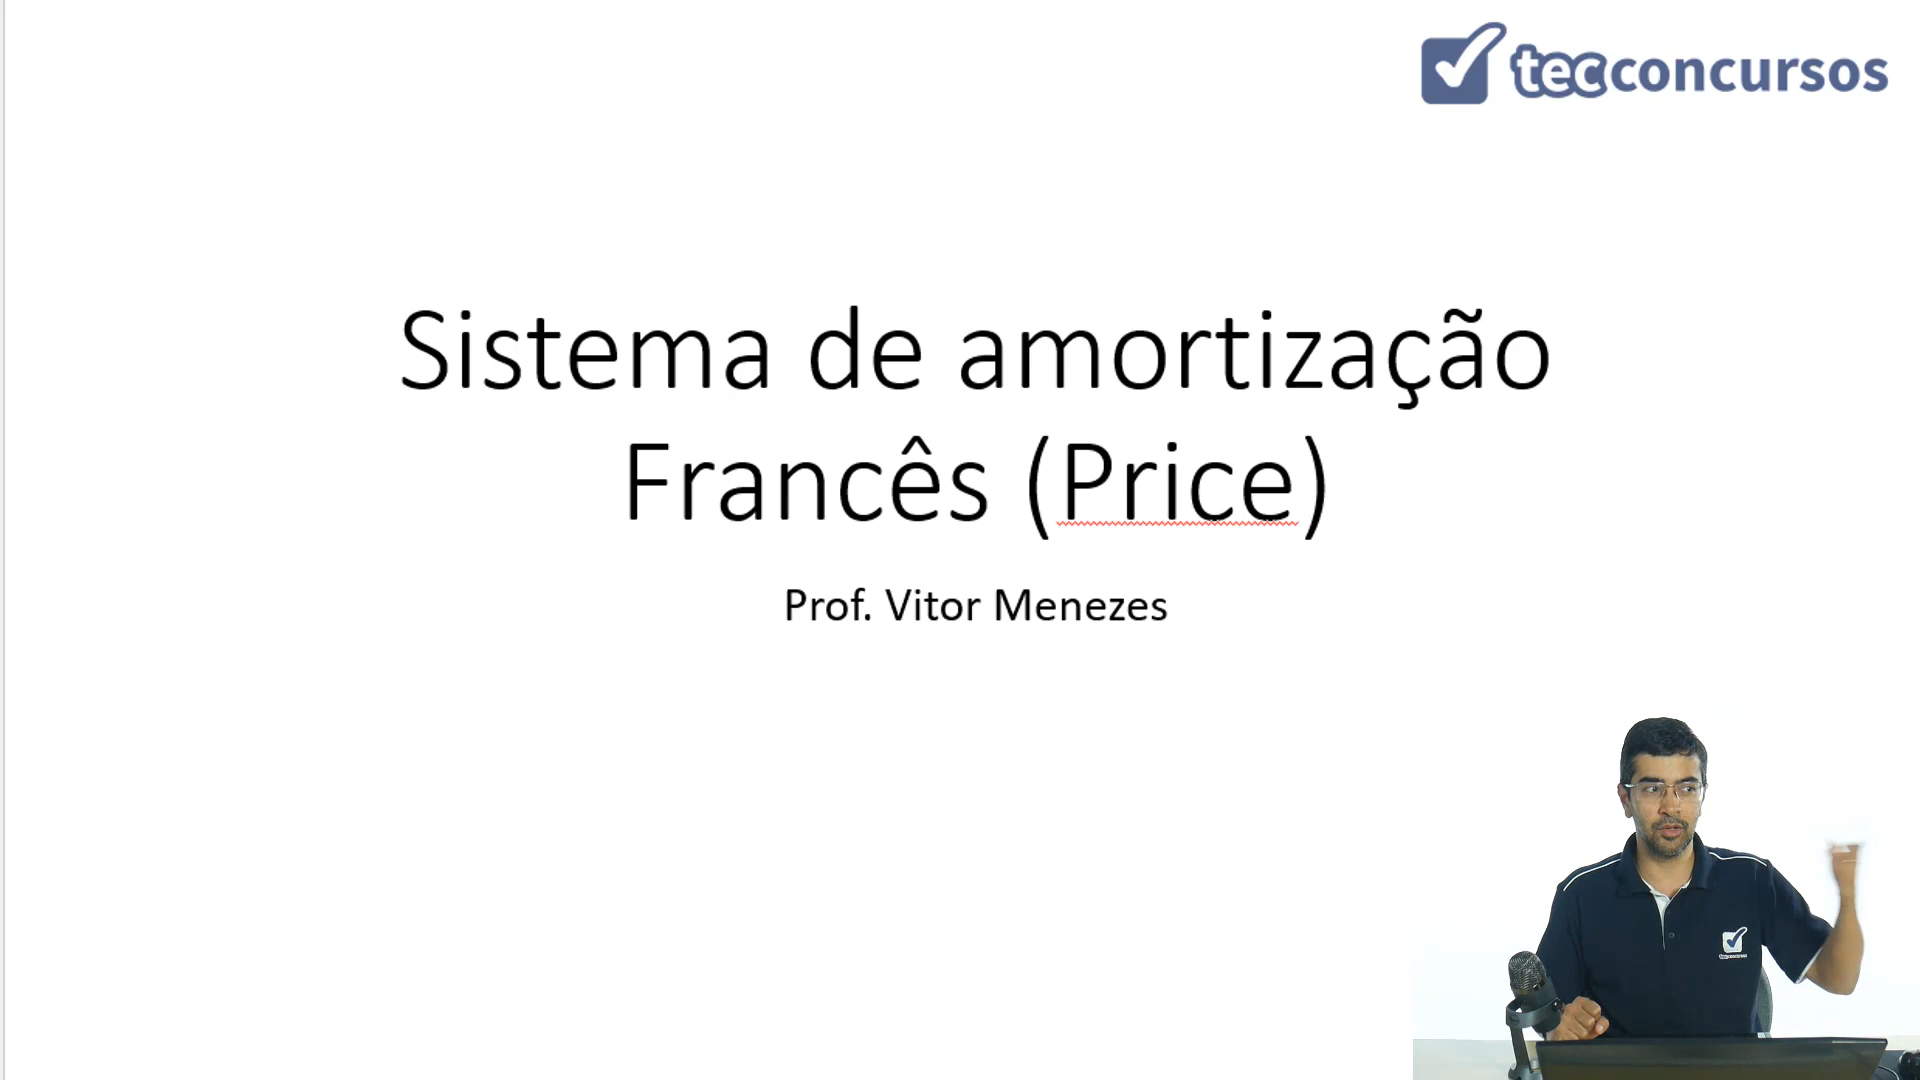 tecconcursos
Sistema de amortização
Francês (Price)
Prof. Vitor Menezes